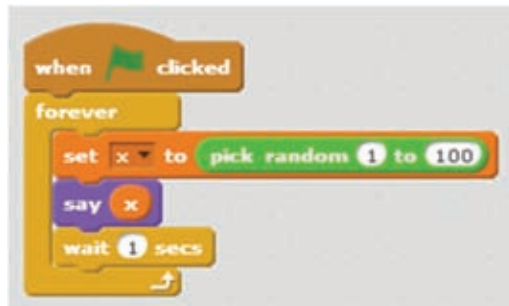 when clicked
forever
set x to pick random 1 to 100
say x
wait 1 secs